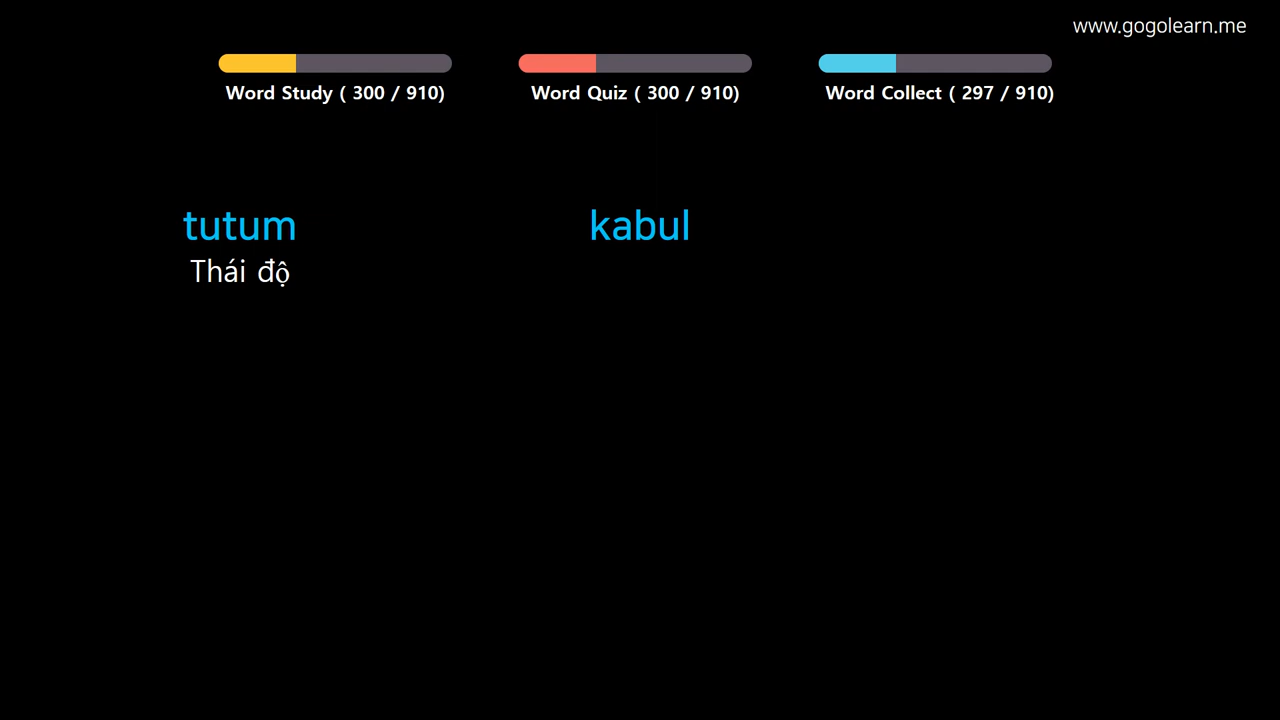 www.gogolearn.me
Word Study ( 300 / 910)
Word Quiz ( 300 / 910)
Word Collect ( 297 / 910)
tutum
Thái độ
kabul